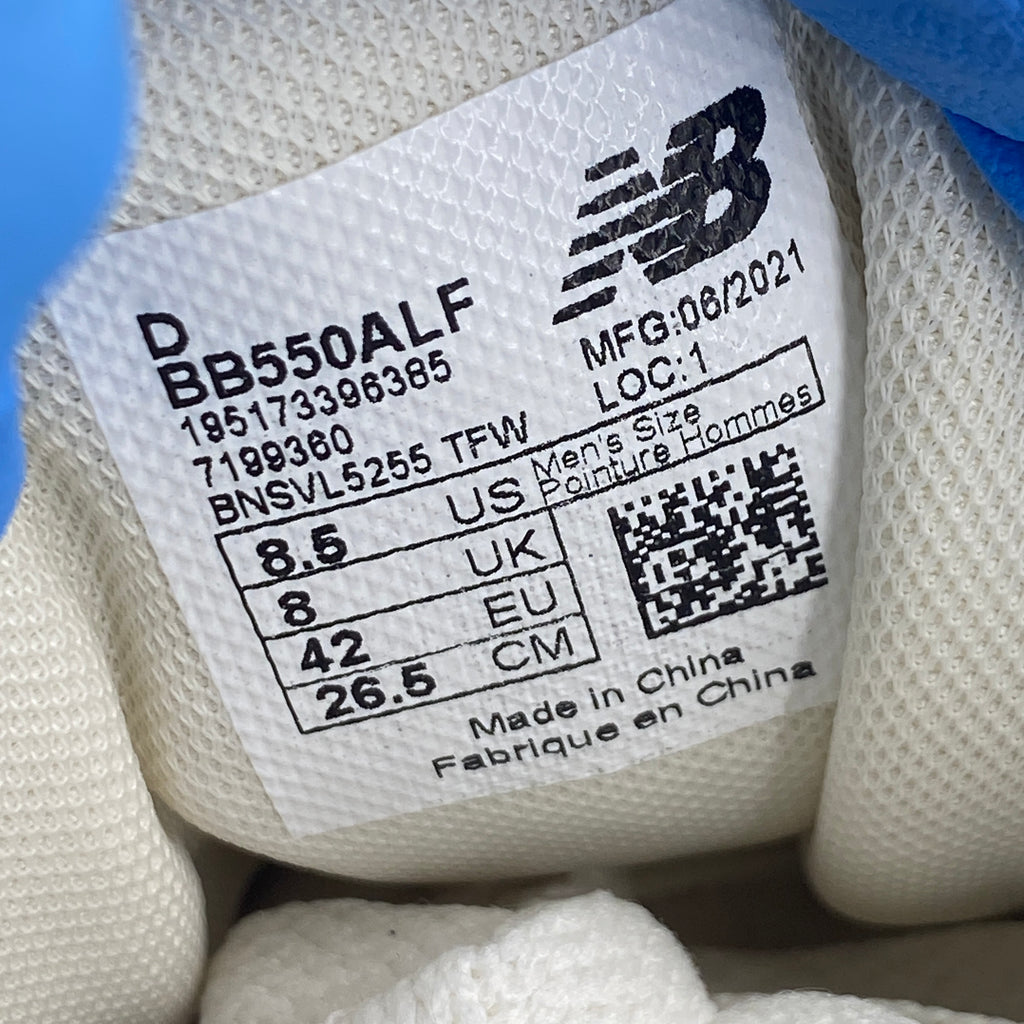 NB
D
BB550ALF
195173396385
7199360
BNSVL5255 TFW
MFG:06/2021
LOC:1
Men's Size
Pointure Hommes
8.5 US
8 UK
42 EU
26.5 CM
Made in China
Fabrique en China